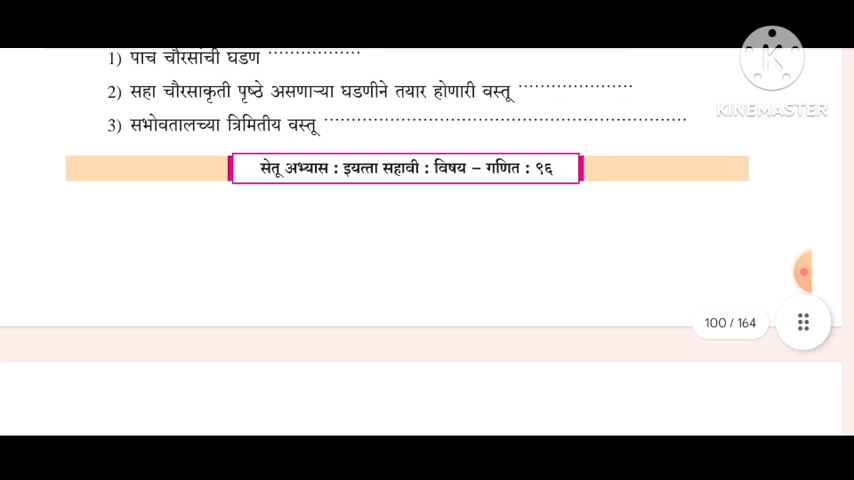 1) पाच चौरसांची घडण .................
2) सहा चौरसाकृती पृष्ठे असणाऱ्या घडणीने तयार होणारी वस्तू .....................
3) सभोवतालच्या त्रिमितीय वस्तू ..................................................................
K
KINEMASTER
सेतू अभ्यास : इयत्ता सहावी : विषय – गणित : ९६
100 / 164